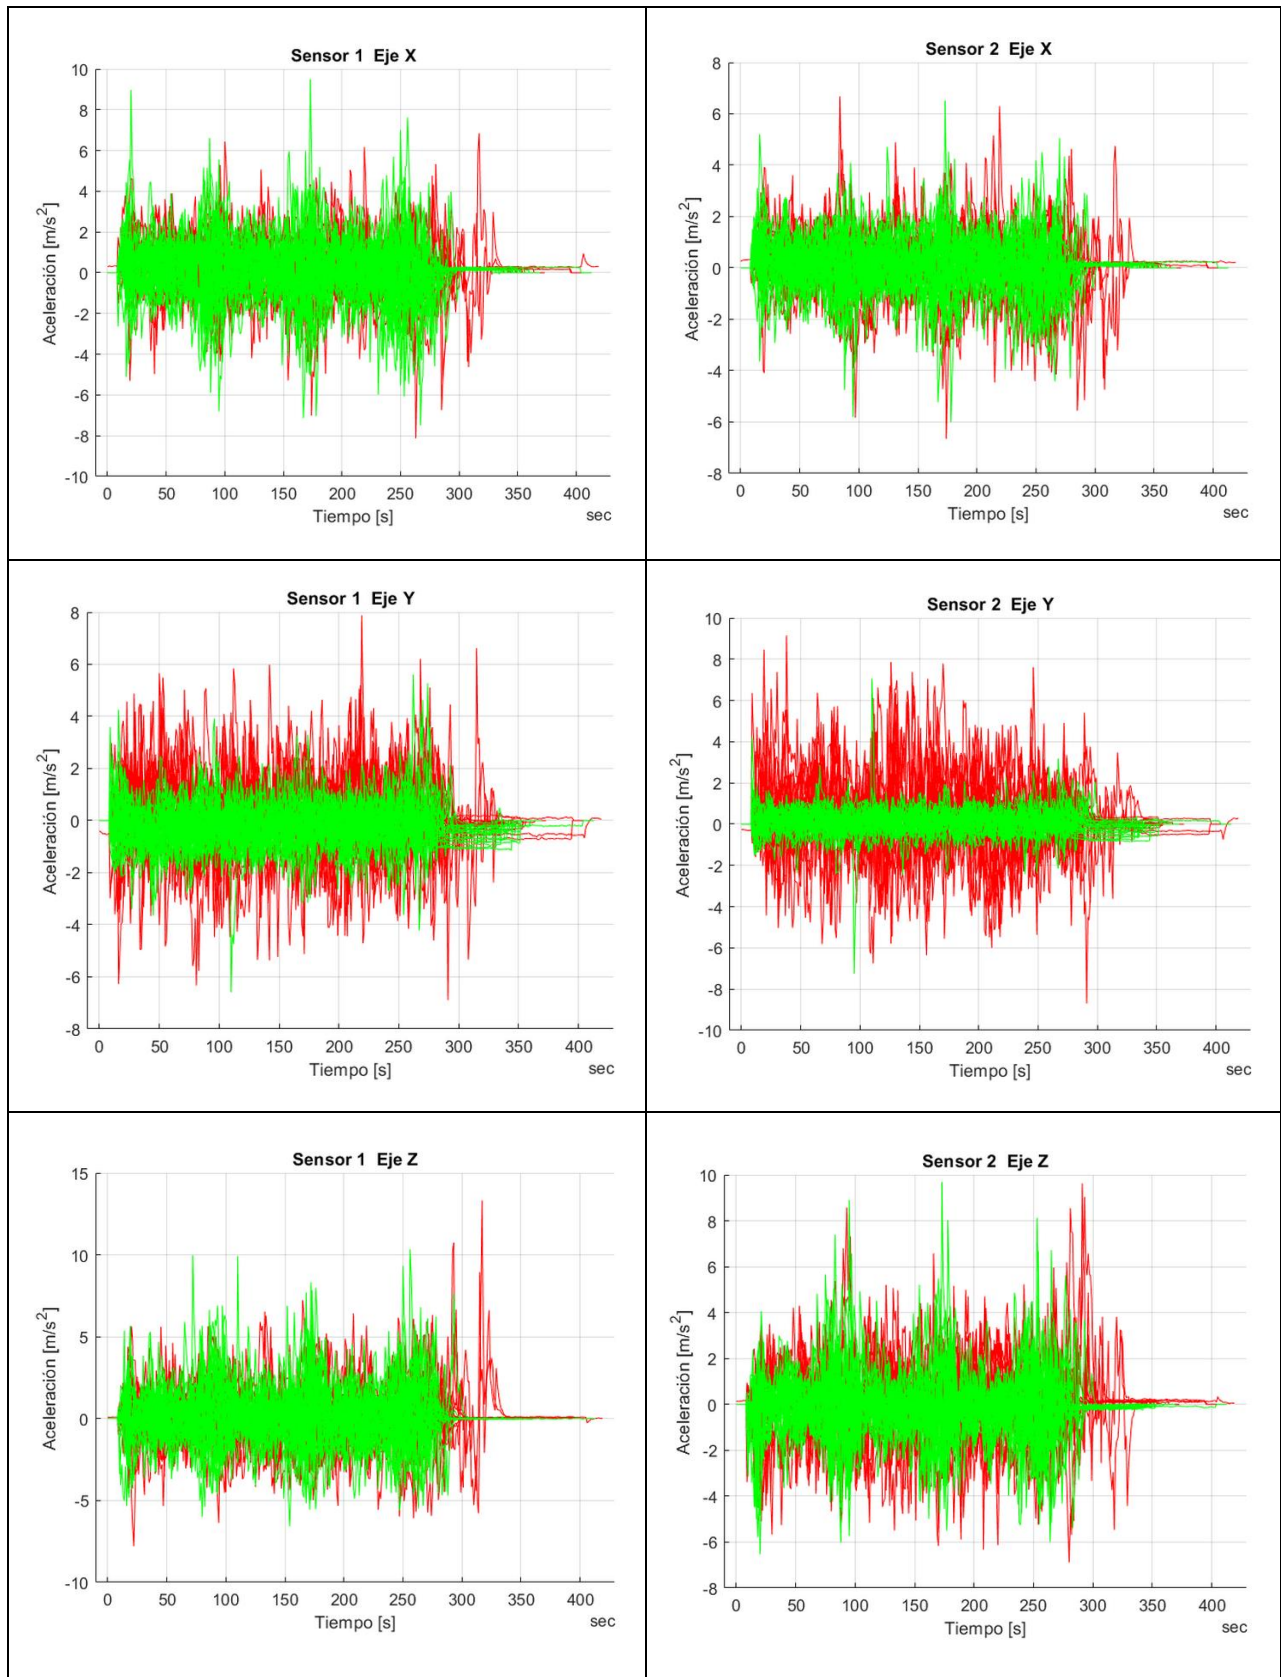 Sensor 1 Eje X
10
8
6
4
2
0
-2
-4
-6
-8
-10
Aceleración [m/s²]
0 50 100 150 200 250 300 350 400
Tiempo [s]
sec
Sensor 2 Eje X
8
6
4
2
0
-2
-4
-6
-8
Aceleración [m/s²]
0 50 100 150 200 250 300 350 400
Tiempo [s]
sec
Sensor 1 Eje Y
8
6
4
2
0
-2
-4
-6
-8
Aceleración [m/s²]
0 50 100 150 200 250 300 350 400
Tiempo [s]
sec
Sensor 2 Eje Y
10
8
6
4
2
0
-2
-4
-6
-8
-10
Aceleración [m/s²]
0 50 100 150 200 250 300 350 400
Tiempo [s]
sec
Sensor 1 Eje Z
15
10
5
0
-5
-10
Aceleración [m/s²]
0 50 100 150 200 250 300 350 400
Tiempo [s]
sec
Sensor 2 Eje Z
10
8
6
4
2
0
-2
-4
-6
-8
Aceleración [m/s²]
0 50 100 150 200 250 300 350 400
Tiempo [s]
sec